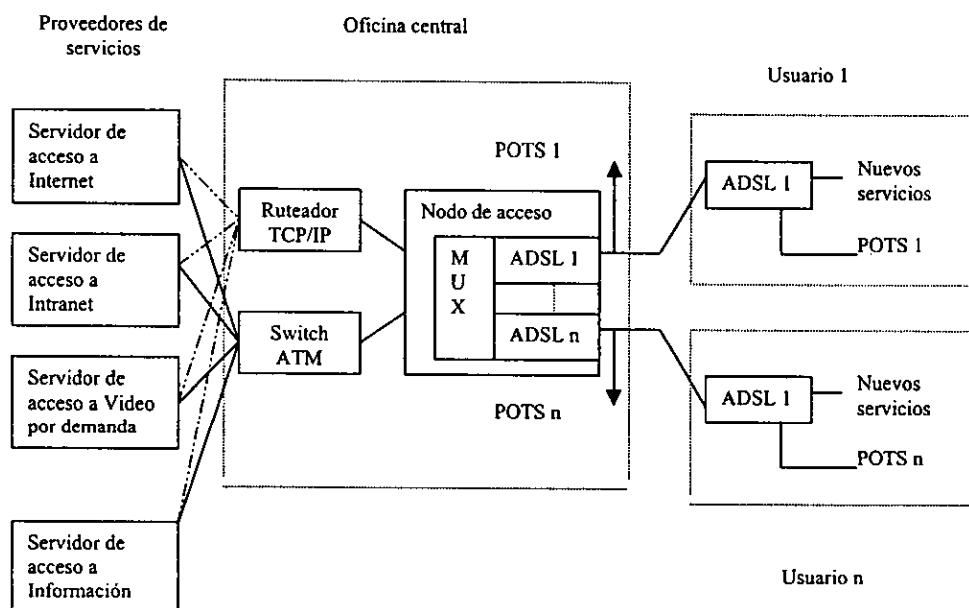 Proveedores de
servicios
Oficina central
Usuario 1
Servidor de
acceso a
Internet
Servidor de
acceso a
Intranet
Servidor de
acceso a Video
por demanda
Servidor de
acceso a
Información
Ruteador
TCP/IP
Switch
ATM
Nodo de acceso
M
U
X
ADSL 1
ADSL n
POTS 1
POTS n
ADSL 1
Nuevos
servicios
POTS 1
ADSL 1
Nuevos
servicios
POTS n
Usuario n